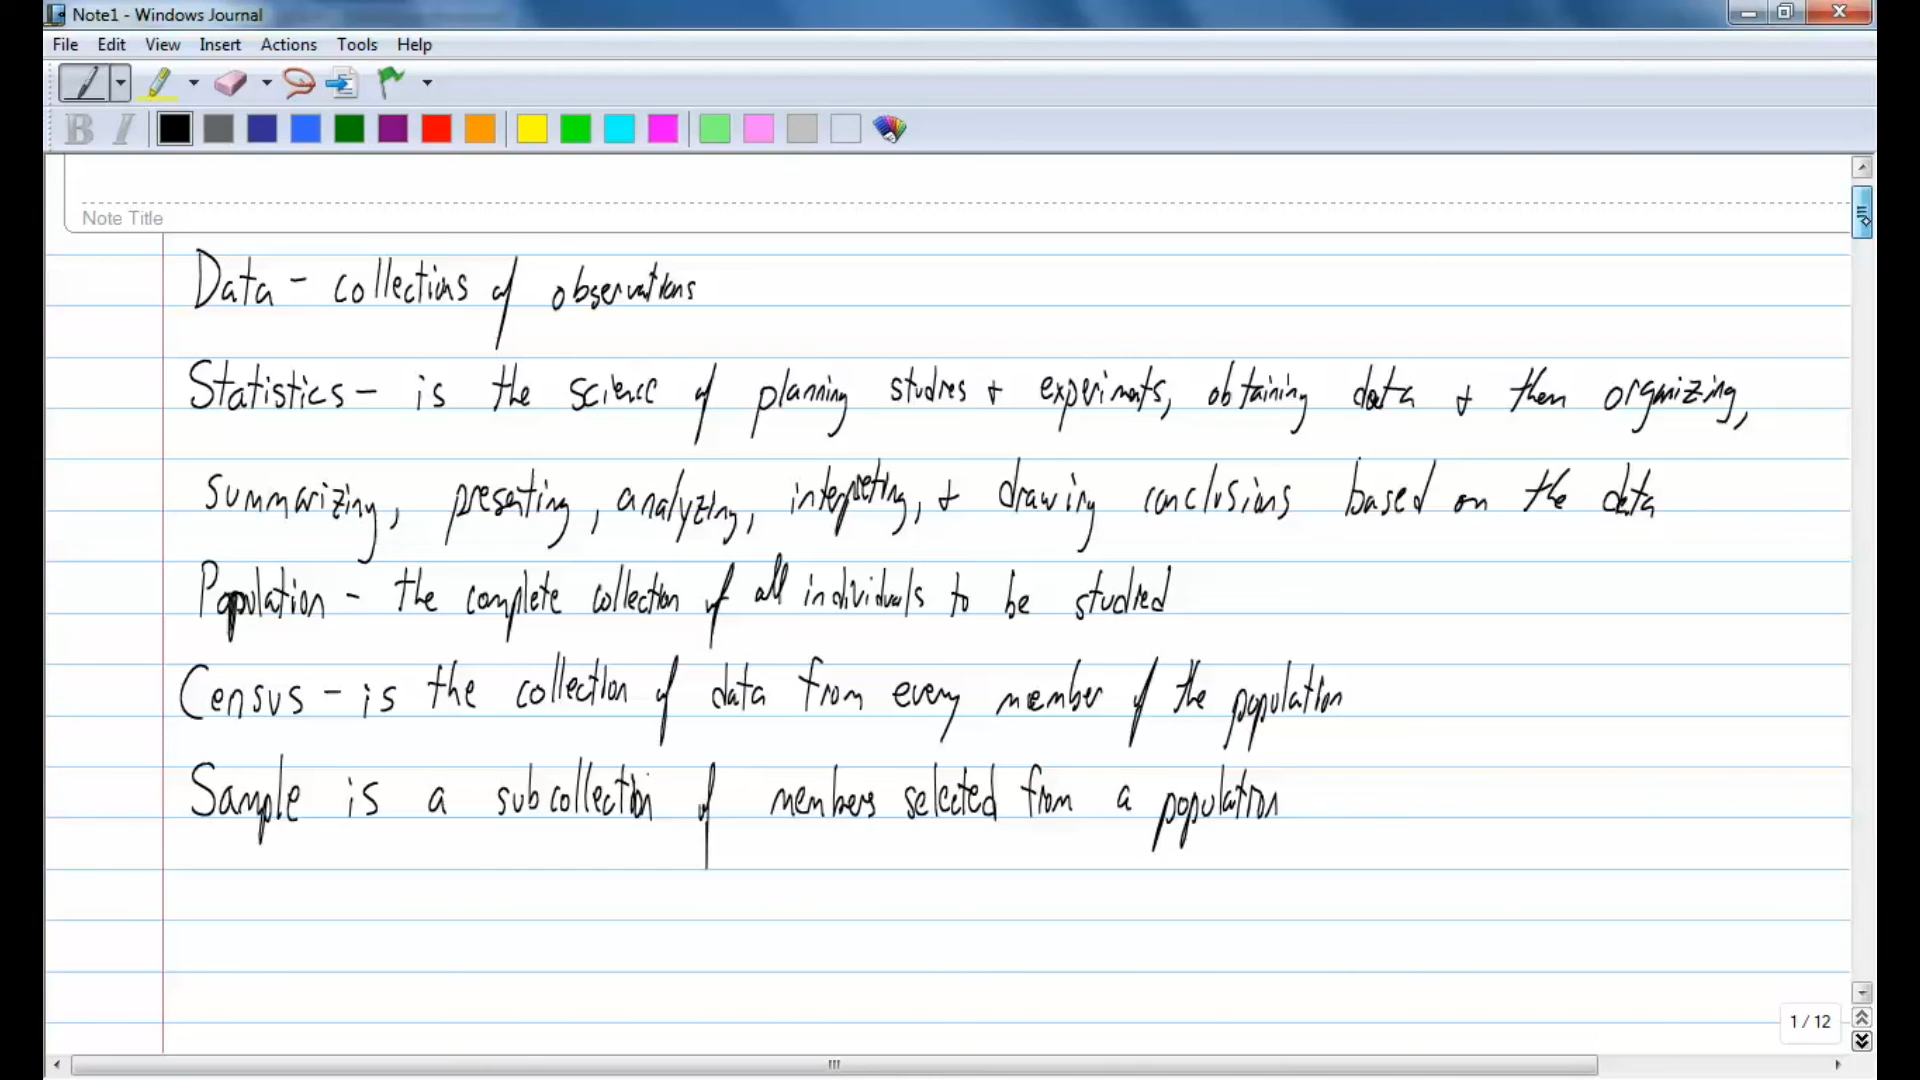 Note1 - Windows Journal
File Edit View Insert Actions Tools Help
B I
Note Title
Data - collections of observations
Statistics - is the science of planning studies + experiments, obtaining data + then organizing,
summarizing, presenting, analyzing, interpreting, + drawing conclusions based on the data
Population - the complete collection of all individuals to be studied
Census - is the collection of data from every member of the population
Sample is a subcollection of members selected from a population
1 / 12